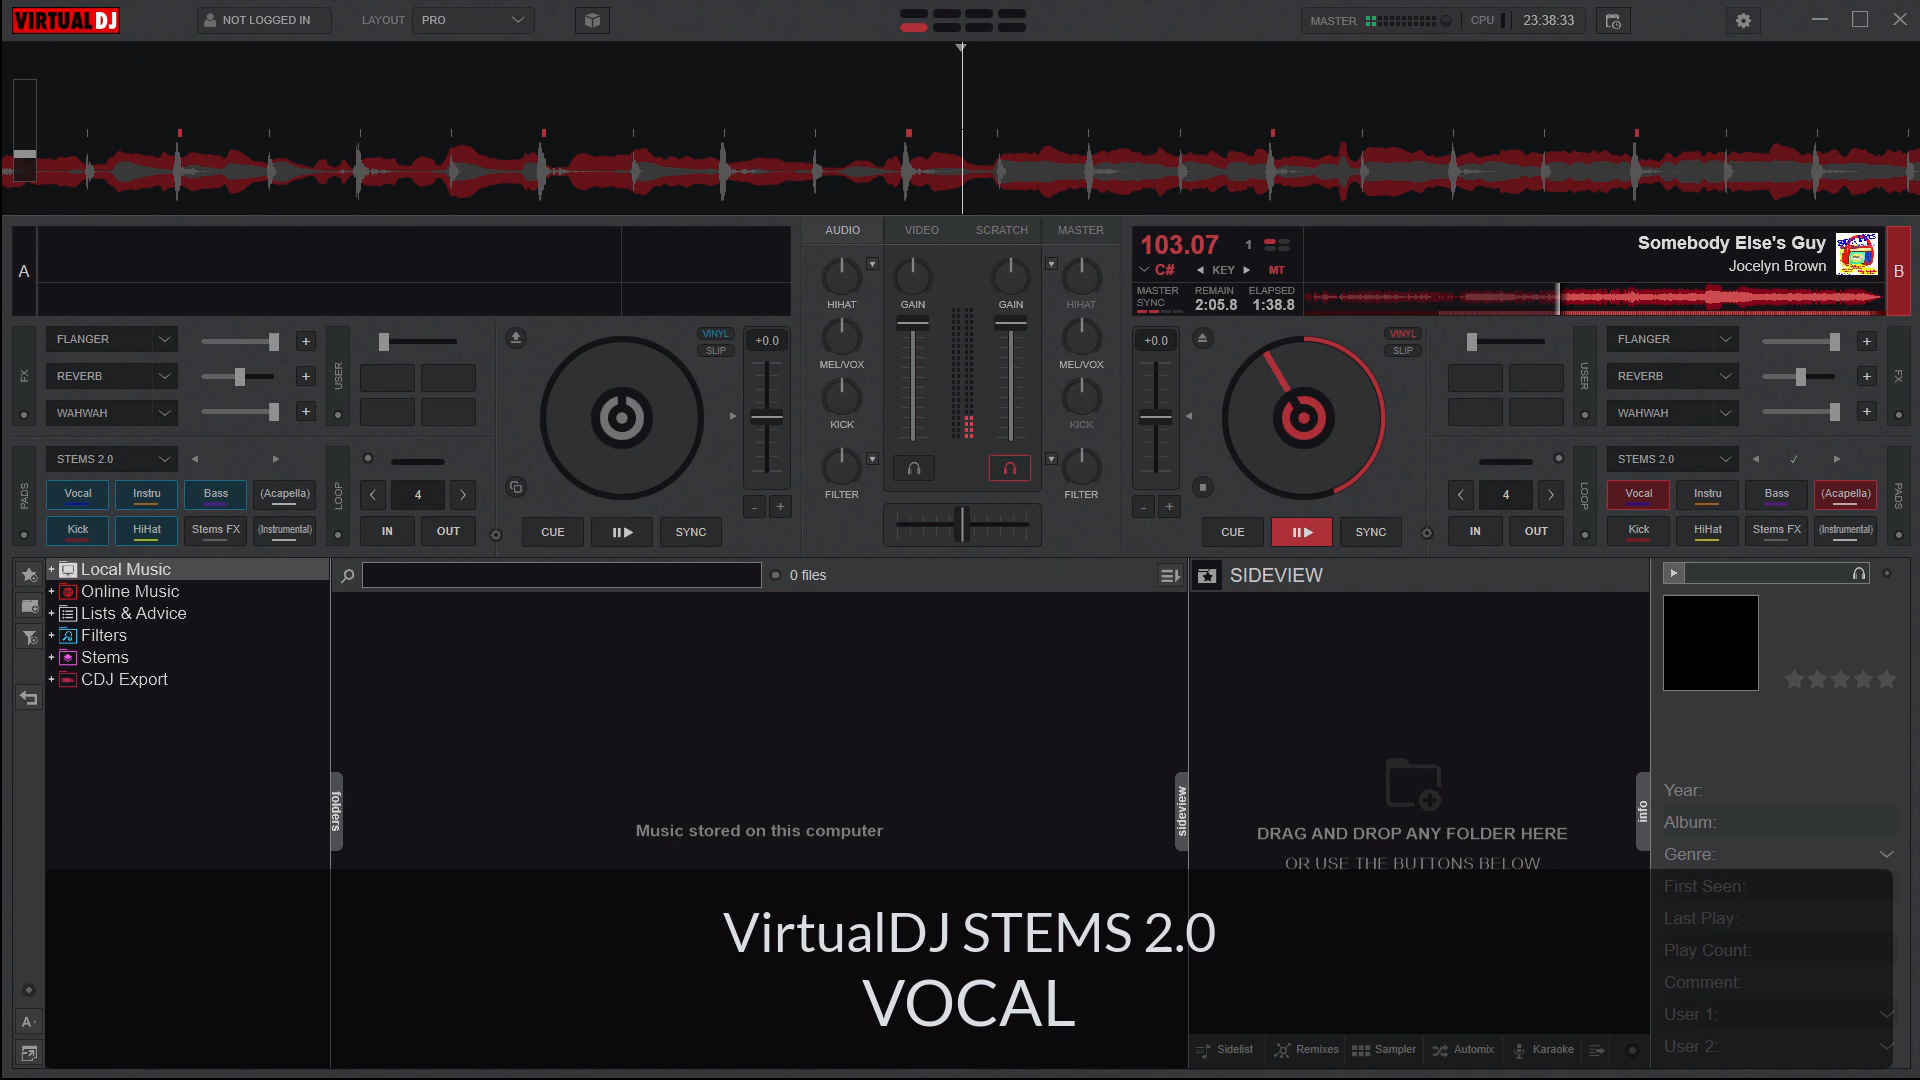 VIRTUAL DJ
NOT LOGGED IN
LAYOUT
PRO
MASTER
CPU
23:38:33
A
AUDIO
VIDEO
SCRATCH
MASTER
103.07
1
C#
KEY
MT
MASTER
SYNC
REMAIN
2:05.8
ELAPSED
1:38.8
Somebody Else's Guy
Jocelyn Brown
B
HIHAT
GAIN
GAIN
HIHAT
MEL/VOX
MEL/VOX
KICK
KICK
FILTER
FILTER
FX
FLANGER
REVERB
WAHWAH
+
+
+
USER
VINYL
SLIP
+0.0
+0.0
VINYL
SLIP
USER
FLANGER
REVERB
WAHWAH
+
+
+
FX
PADS
STEMS 2.0
Vocal
Instru
Bass
(Acapella)
Kick
HiHat
Stems FX
(Instrumental)
LOOP
4
IN
OUT
CUE
SYNC
- +
- +
CUE
SYNC
4
IN
OUT
LOOP
STEMS 2.0
Vocal
Instru
Bass
(Acapella)
Kick
HiHat
Stems FX
(Instrumental)
PADS
+ Local Music
+ Online Music
+ Lists & Advice
+ Filters
+ Stems
+ CDJ Export
0 files
SIDEVIEW
folders
Music stored on this computer
sideview
DRAG AND DROP ANY FOLDER HERE
OR USE THE BUTTONS BELOW
info
Year:
Album:
Genre:
First Seen:
Last Play:
Play Count:
Comment:
User 1:
User 2:
VirtualDJ STEMS 2.0
VOCAL
A
Sidelist
Remixes
Sampler
Automix
Karaoke